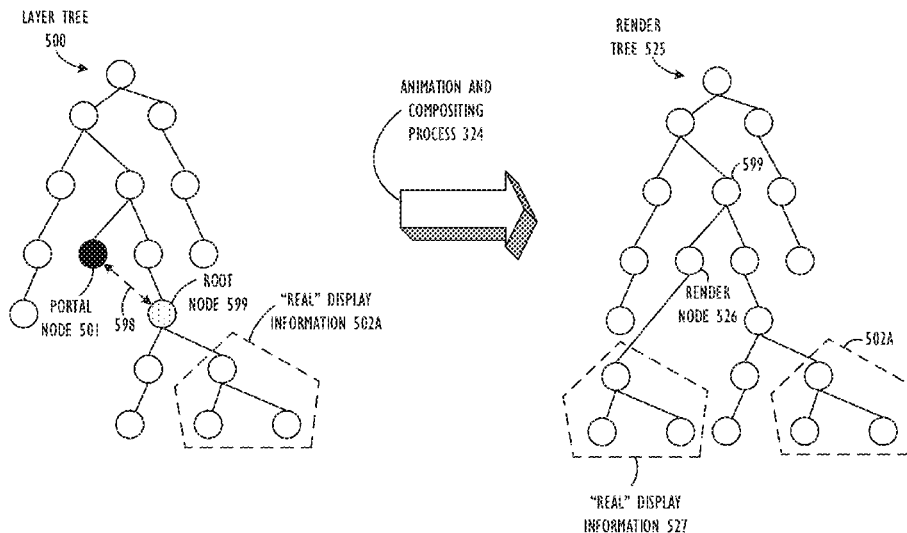 LAYER TREE
500
ANIMATION AND
COMPOSITING
PROCESS 324
RENDER
TREE 525
599
PORTAL
NODE 501
598
ROOT
NODE 599
"REAL" DISPLAY
INFORMATION 502A
RENDER
NODE 526
502A
"REAL" DISPLAY
INFORMATION 527